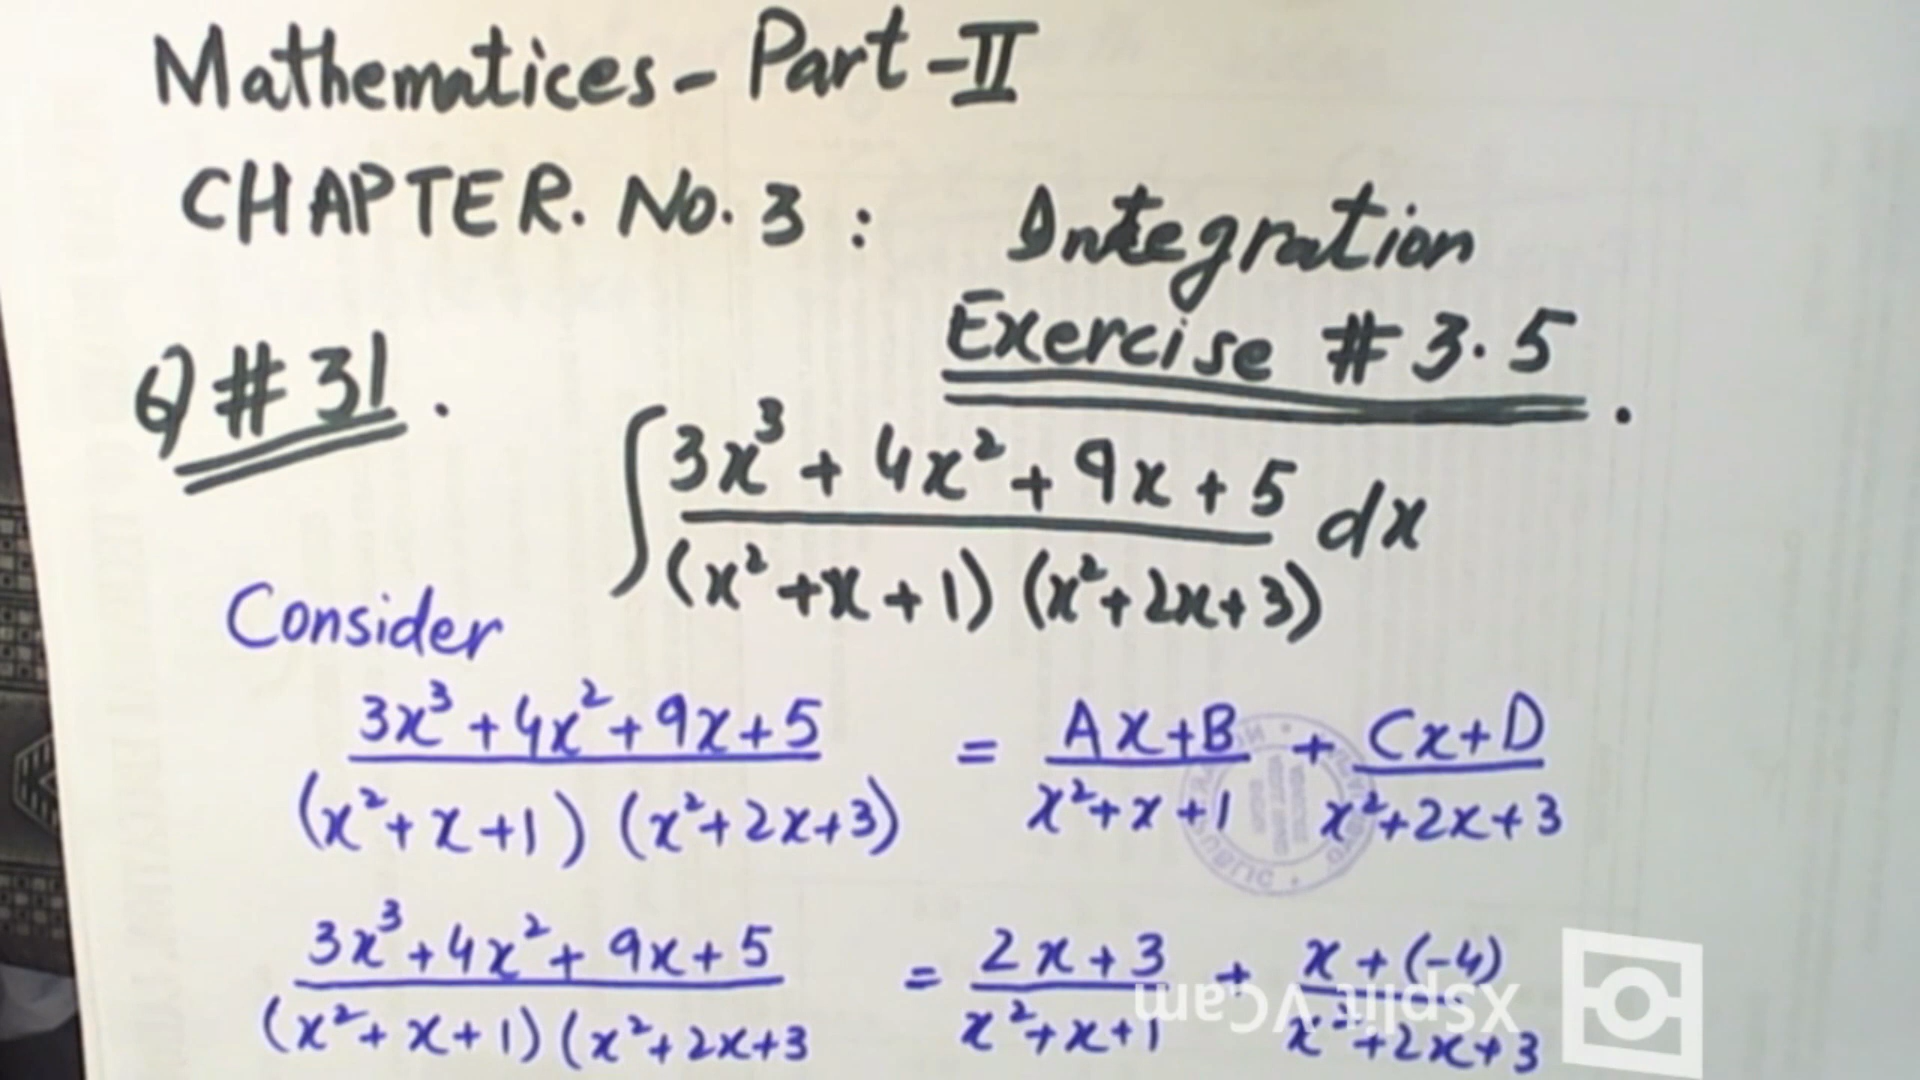 Mathematices - Part - II
CHAPTER. No. 3 : Integration
Exercise # 3.5 .
Q # 31 .
∫ 3x³ + 4x² + 9x + 5 / (x² + x + 1) (x² + 2x + 3) dx
Consider
3x³ + 4x² + 9x + 5 / (x² + x + 1) (x² + 2x + 3) = Ax + B / x² + x + 1 + Cx + D / x² + 2x + 3
3x³ + 4x² + 9x + 5 / (x² + x + 1) (x² + 2x + 3 = 2x + 3 / x² + x + 1 + x + (-4) / x² + 2x + 3
XSplit VCam